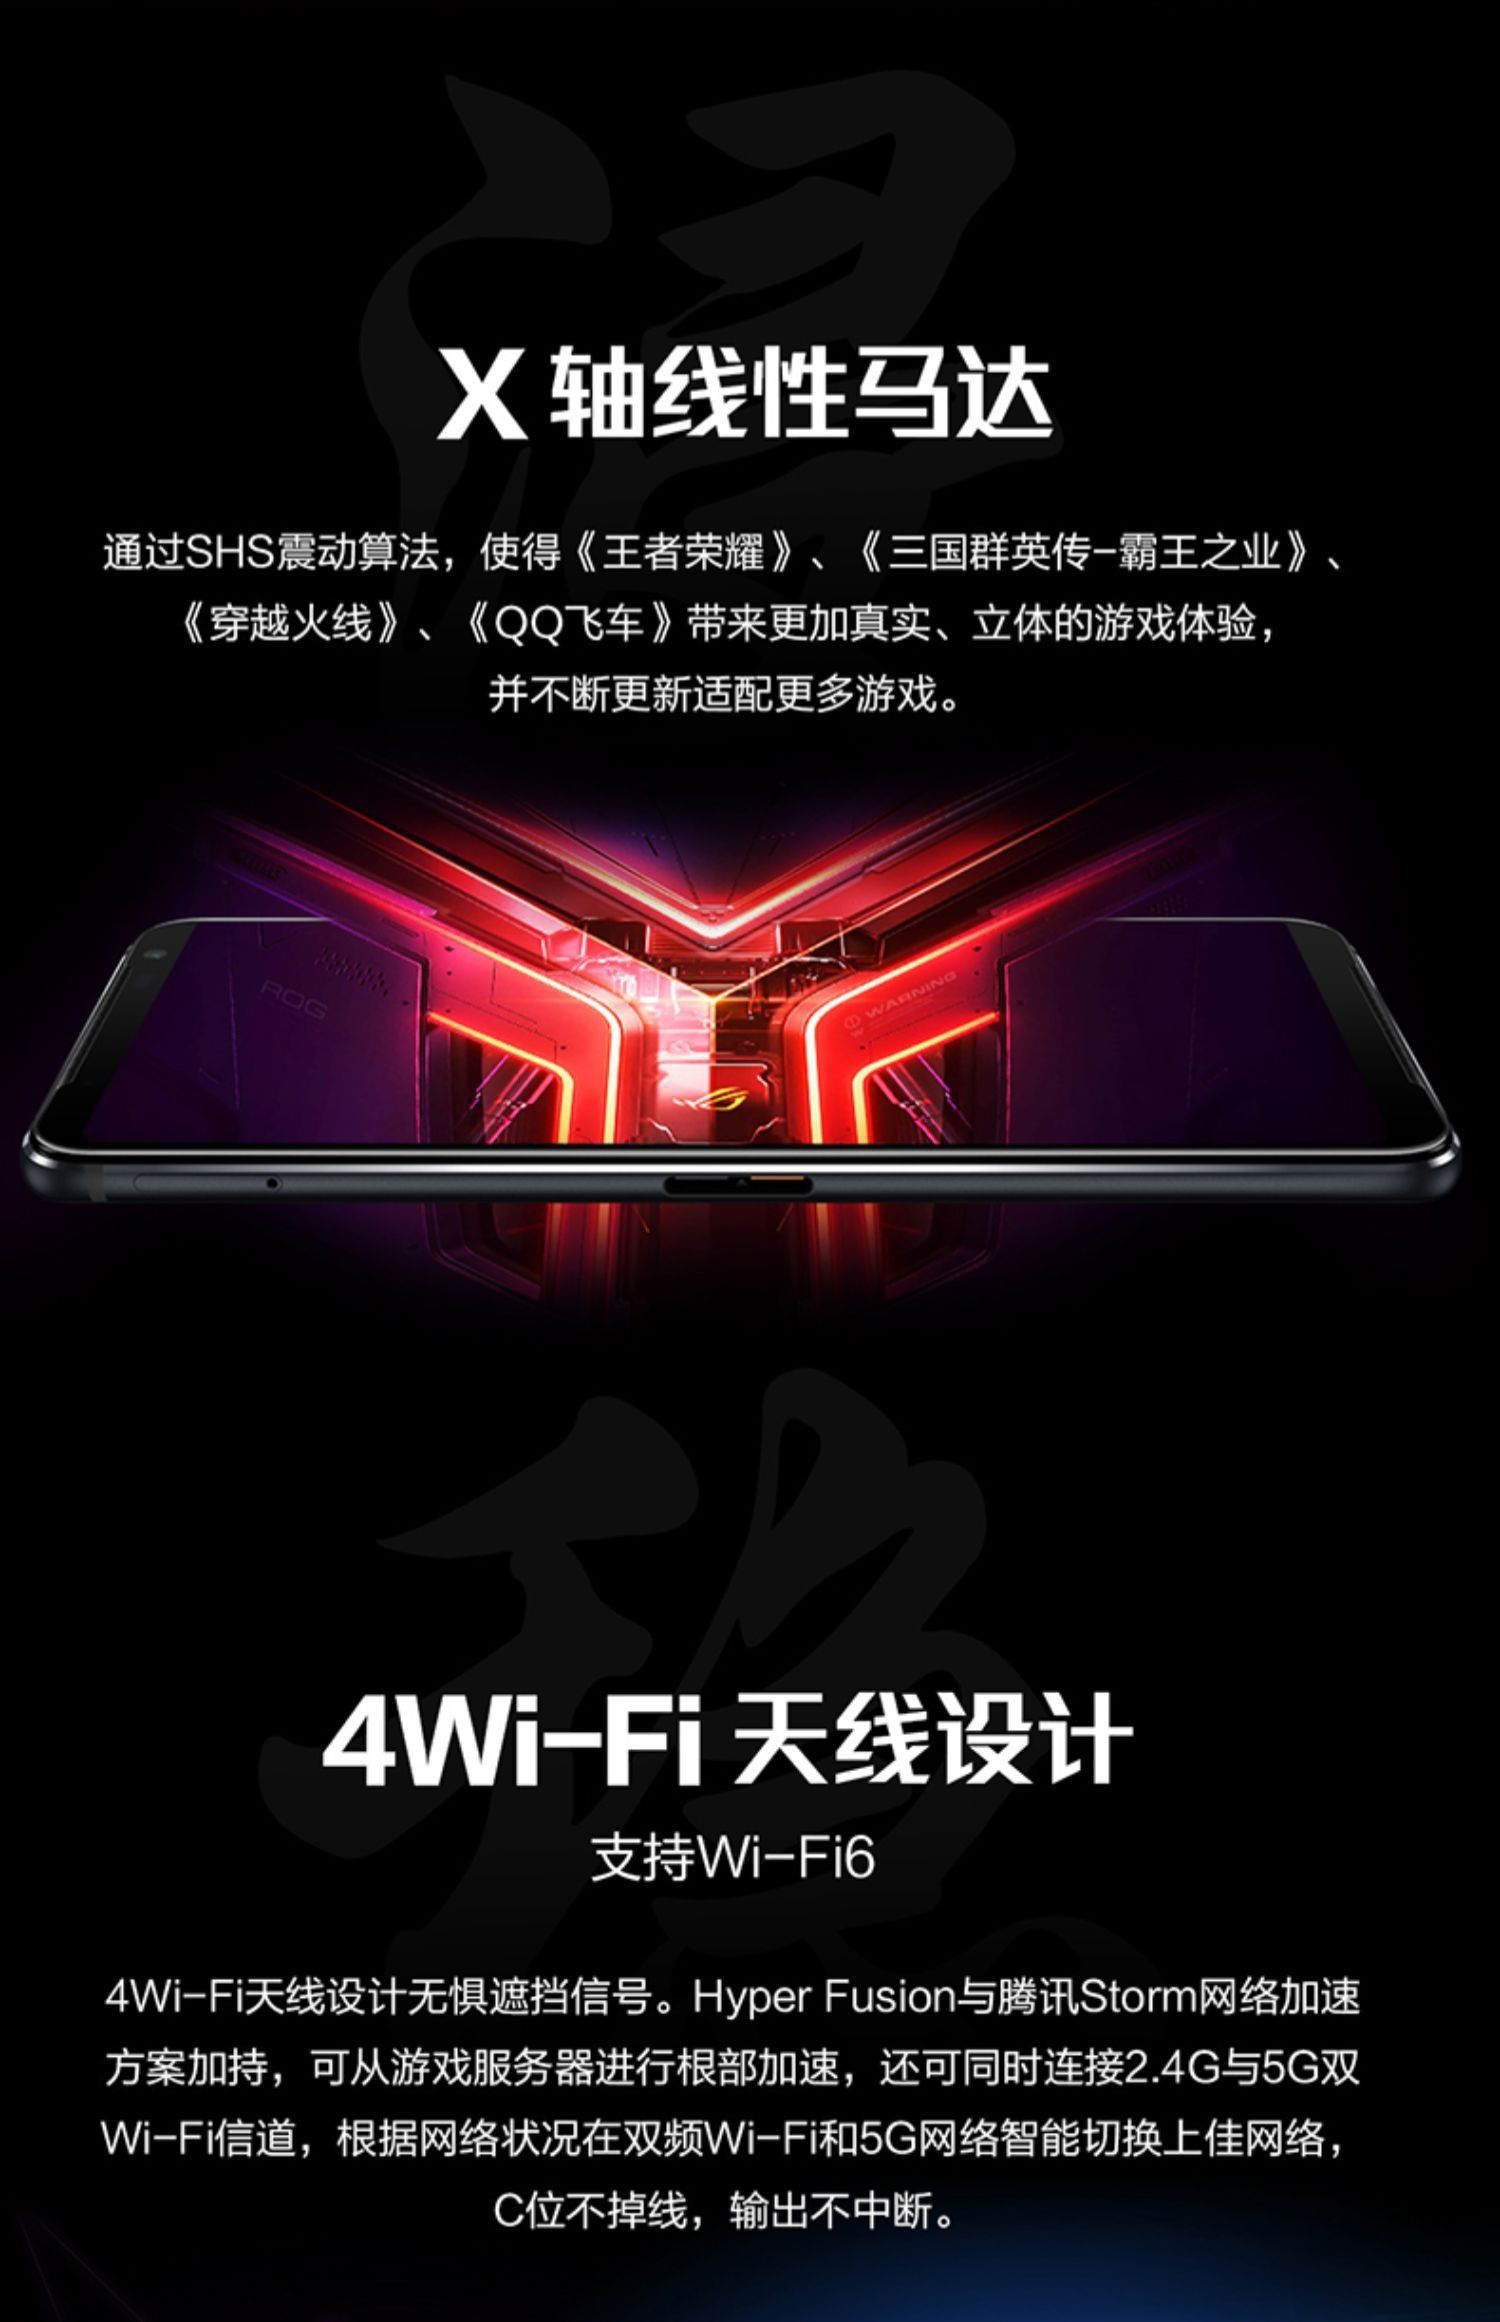 X 轴线性马达
通过SHS震动算法，使得《王者荣耀》、《三国群英传-霸王之业》、
《穿越火线》、《QQ飞车》带来更加真实、立体的游戏体验，
并不断更新适配更多游戏。
ROG
WARNING
4Wi-Fi 天线设计
支持Wi-Fi6
4Wi-Fi天线设计无惧遮挡信号。Hyper Fusion与腾讯Storm网络加速
方案加持，可从游戏服务器进行根部加速，还可同时连接2.4G与5G双
Wi-Fi信道，根据网络状况在双频Wi-Fi和5G网络智能切换上佳网络，
C位不掉线，输出不中断。